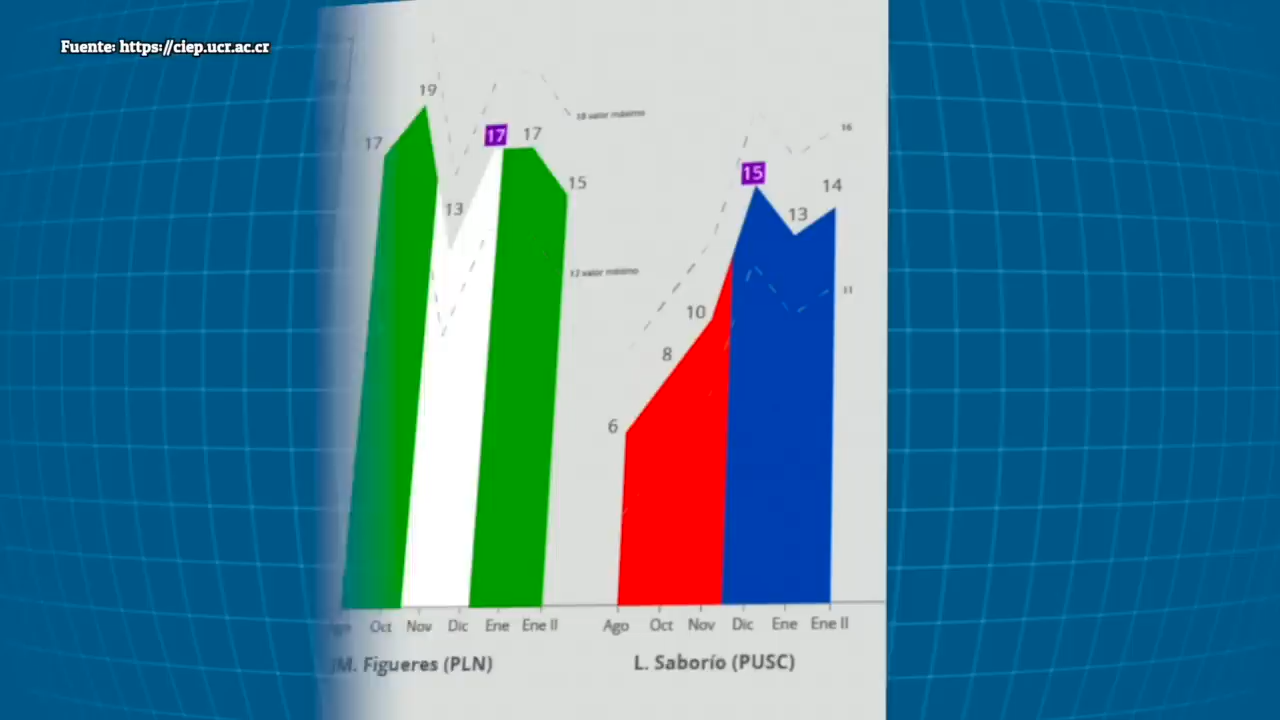 Fuente: https://ciep.ucr.ac.cr
19
17
17
17
18 valor máximo
13
15
12 valor mínimo
Oct Nov Dic Ene Ene II
JM. Figueres (PLN)
16
15
14
13
10
8
11
6
Ago Oct Nov Dic Ene Ene II
L. Saborío (PUSC)